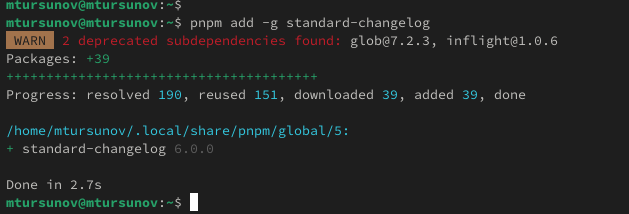 mtursunov@mtursunov:~$
mtursunov@mtursunov:~$ pnpm add -g standard-changelog
WARN 2 deprecated subdependencies found: glob@7.2.3, inflight@1.0.6
Packages: +39
+++++++++++++++++++++++++++++++++++++++
Progress: resolved 190, reused 151, downloaded 39, added 39, done
/home/mtursunov/.local/share/pnpm/global/5:
+ standard-changelog 6.0.0
Done in 2.7s
mtursunov@mtursunov:~$